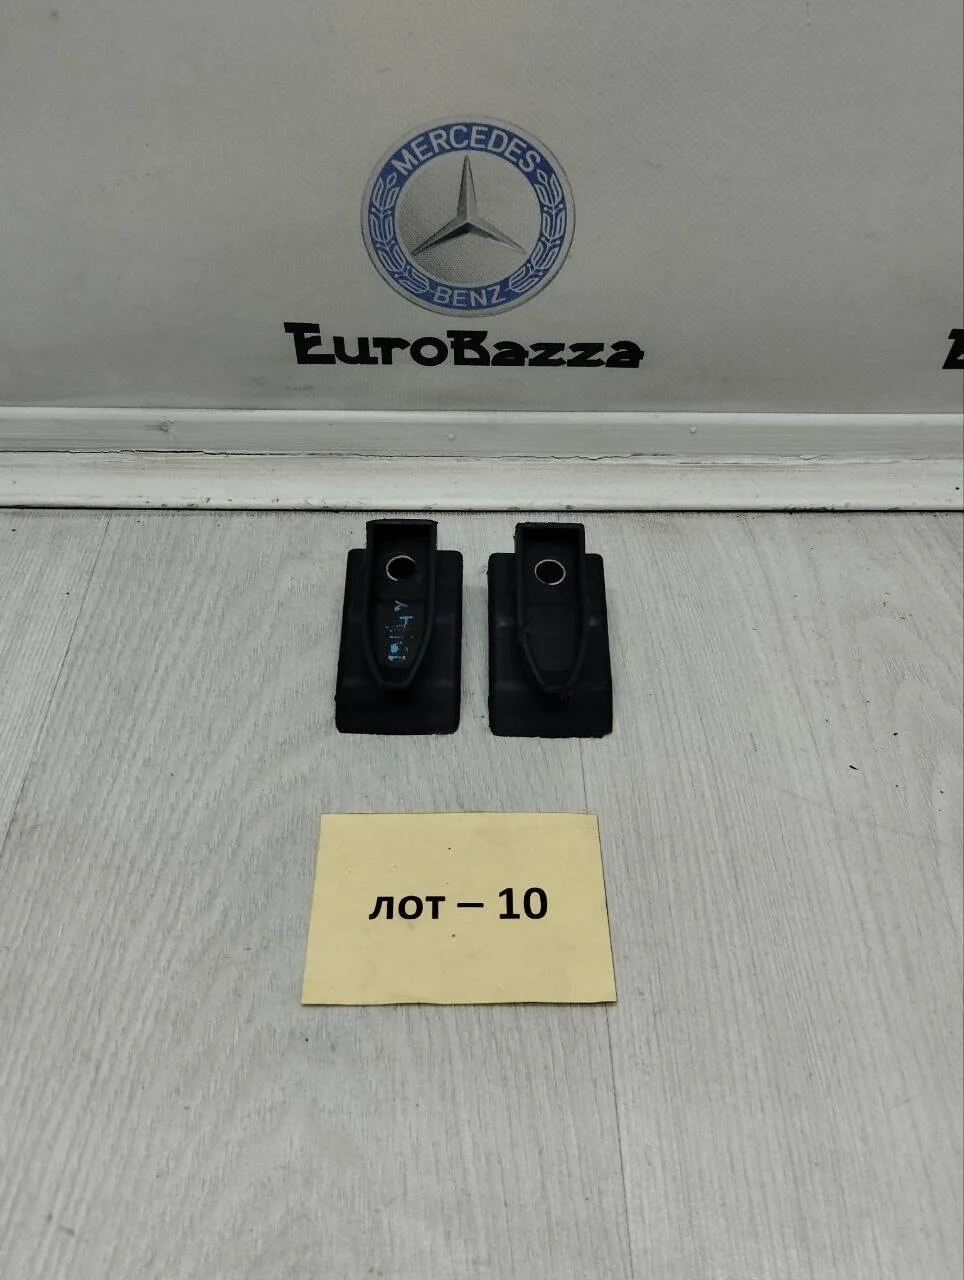 MERCEDES
BENZ
EuroBazza
лот – 10